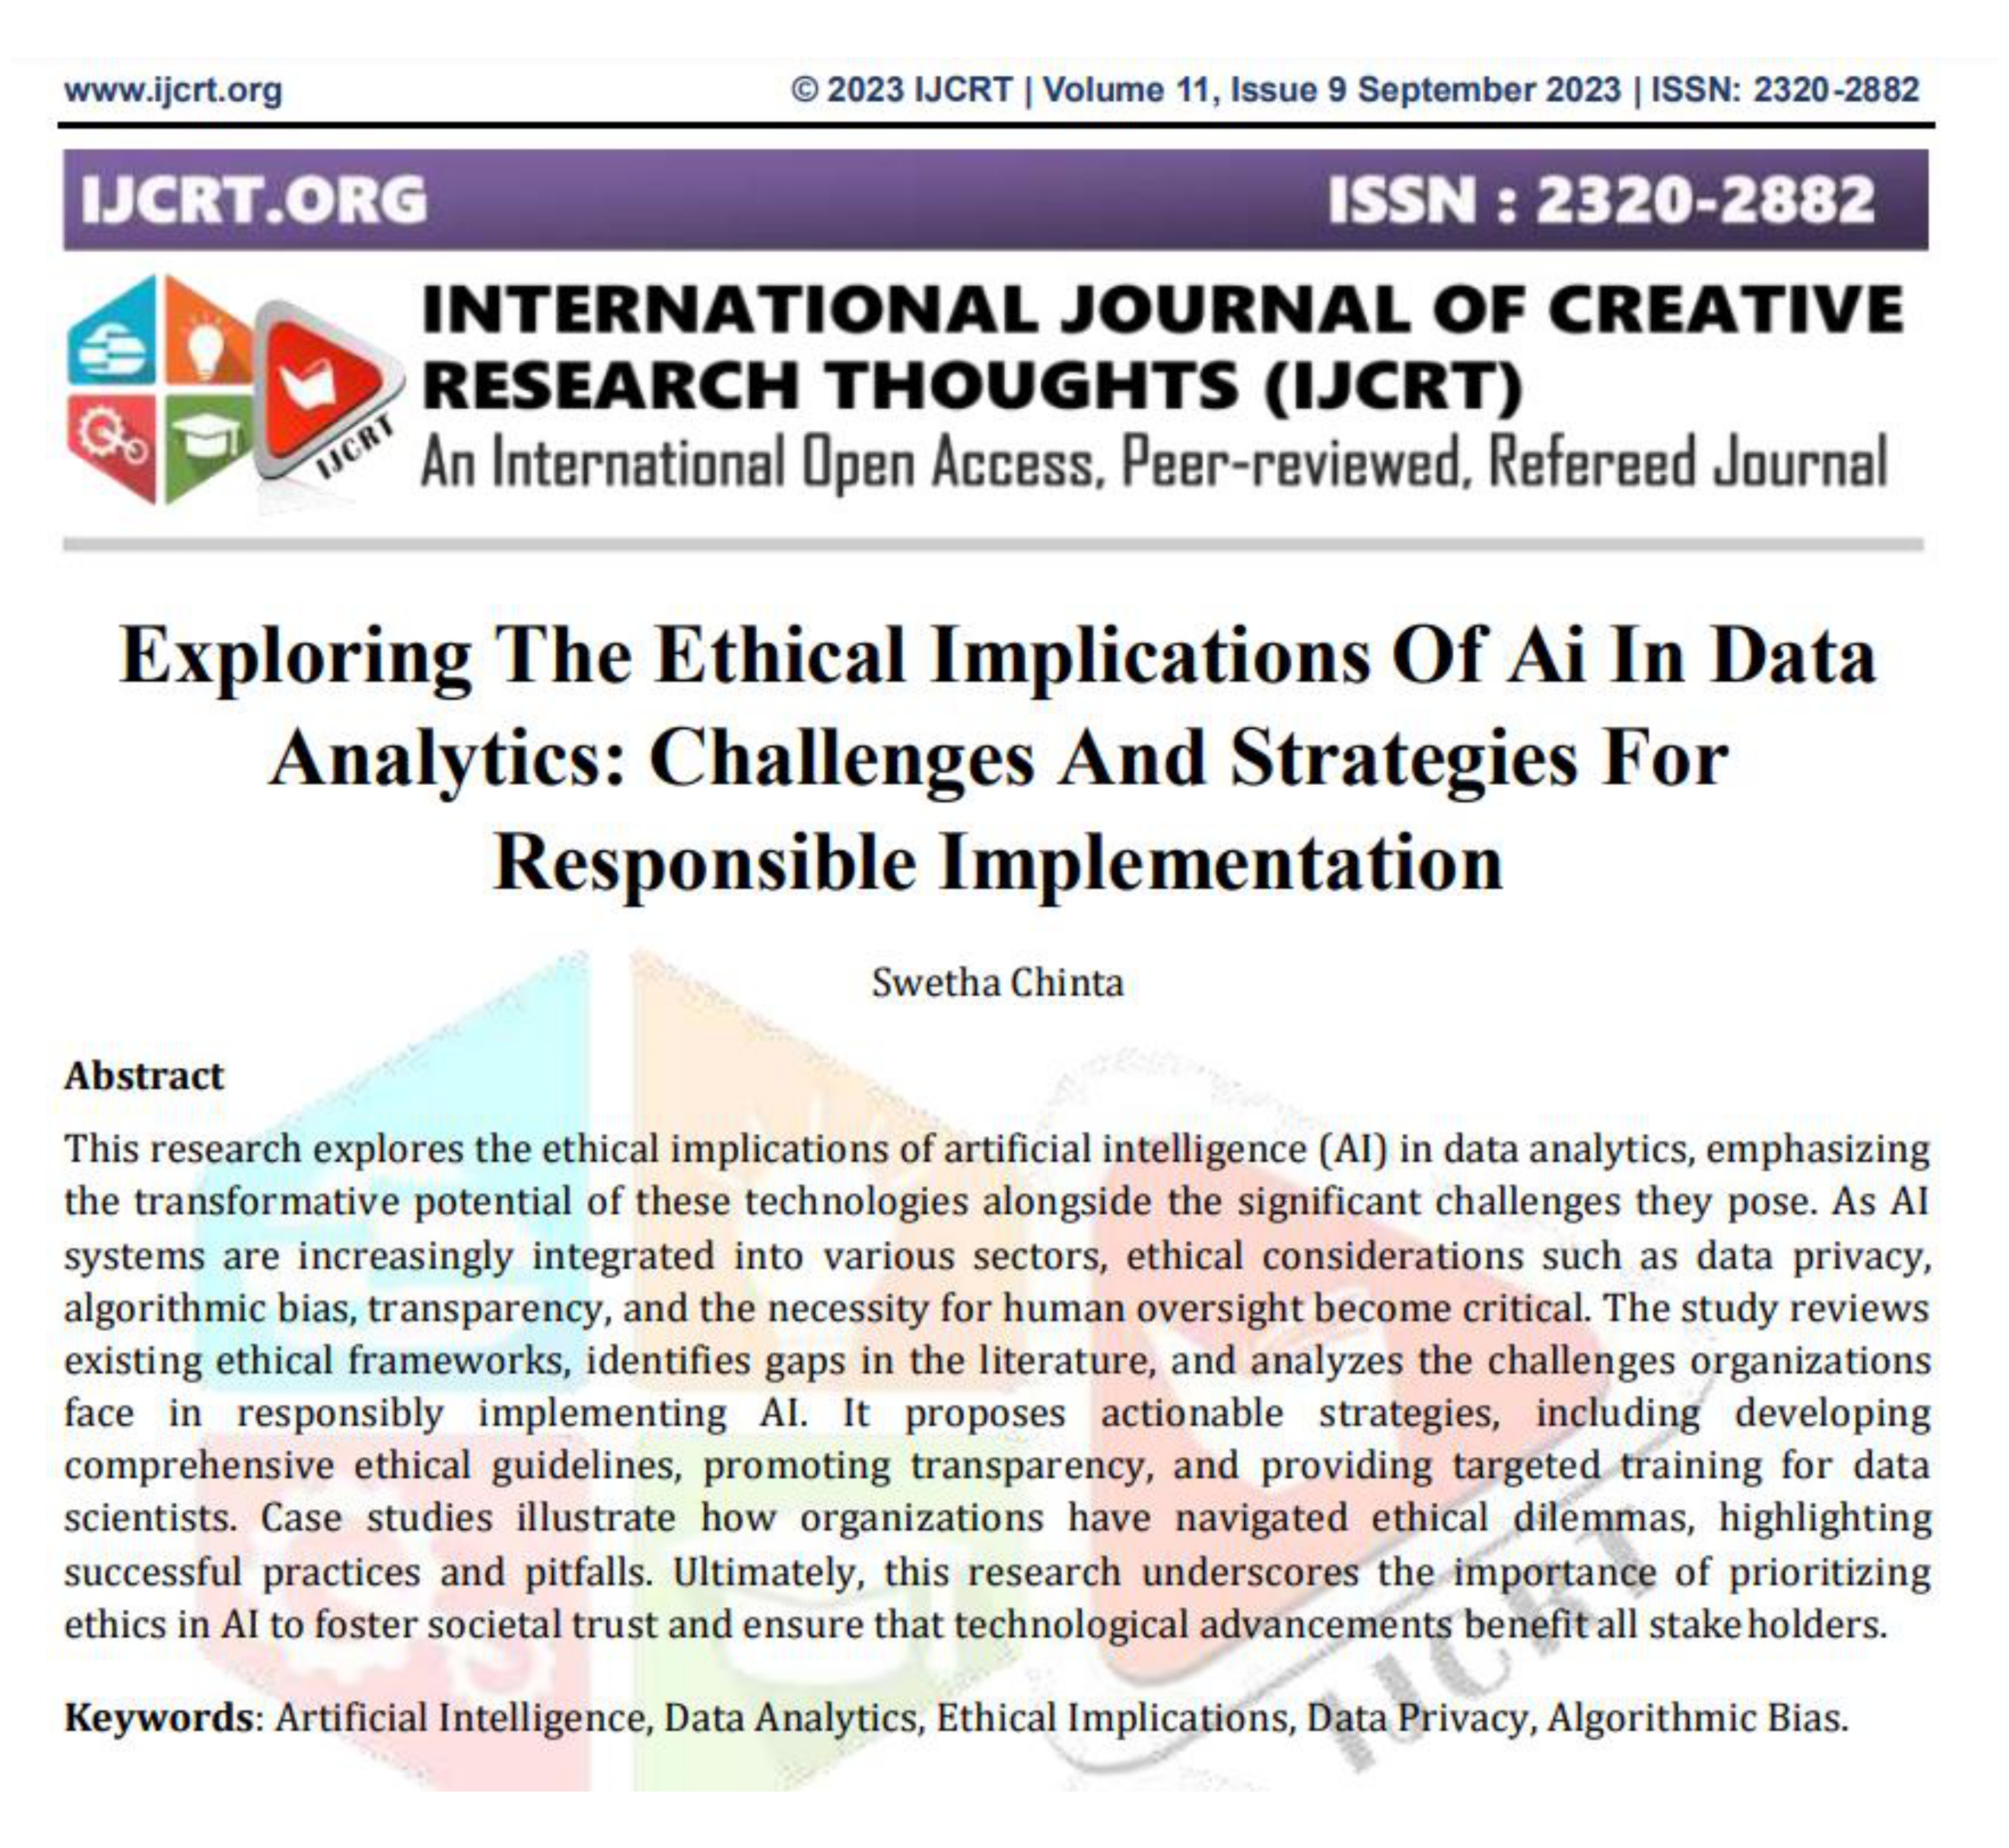 www.ijcrt.org © 2023 IJCRT | Volume 11, Issue 9 September 2023 | ISSN: 2320-2882
IJCRT.ORG ISSN : 2320-2882
IJCRT
INTERNATIONAL JOURNAL OF CREATIVE
RESEARCH THOUGHTS (IJCRT)
An International Open Access, Peer-reviewed, Refereed Journal
Exploring The Ethical Implications Of Ai In Data
Analytics: Challenges And Strategies For
Responsible Implementation
Swetha Chinta
Abstract
This research explores the ethical implications of artificial intelligence (AI) in data analytics, emphasizing
the transformative potential of these technologies alongside the significant challenges they pose. As AI
systems are increasingly integrated into various sectors, ethical considerations such as data privacy,
algorithmic bias, transparency, and the necessity for human oversight become critical. The study reviews
existing ethical frameworks, identifies gaps in the literature, and analyzes the challenges organizations
face in responsibly implementing AI. It proposes actionable strategies, including developing
comprehensive ethical guidelines, promoting transparency, and providing targeted training for data
scientists. Case studies illustrate how organizations have navigated ethical dilemmas, highlighting
successful practices and pitfalls. Ultimately, this research underscores the importance of prioritizing
ethics in AI to foster societal trust and ensure that technological advancements benefit all stakeholders.
Keywords: Artificial Intelligence, Data Analytics, Ethical Implications, Data Privacy, Algorithmic Bias.
IJCRT